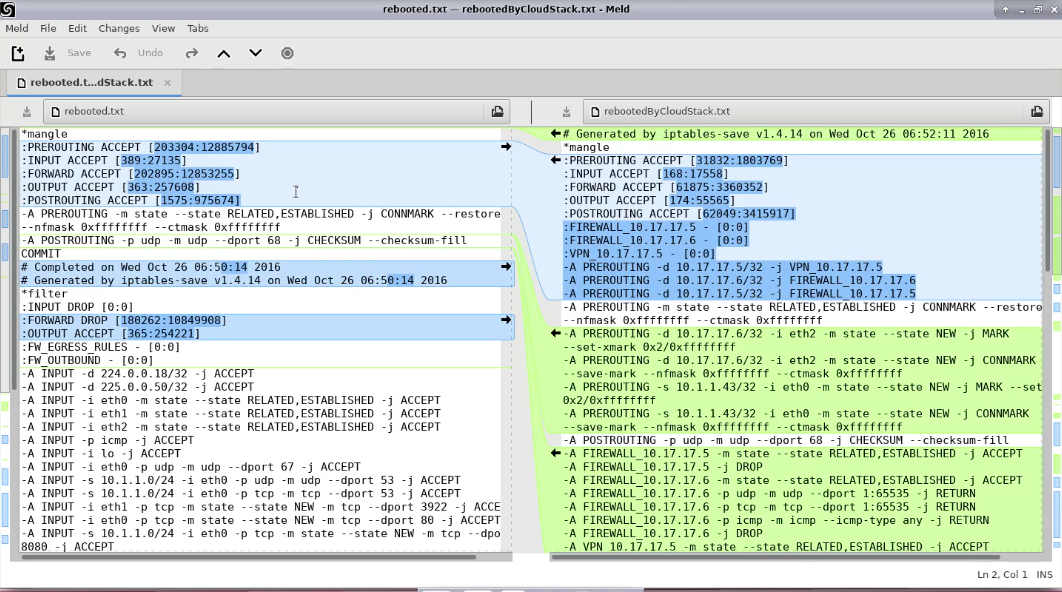 rebooted.txt — rebootedByCloudStack.txt - Meld
Meld File Edit Changes View Tabs
Save Undo
rebooted.t...dStack.txt
rebooted.txt
*mangle
:PREROUTING ACCEPT [203304:12885794]
:INPUT ACCEPT [389:27135]
:FORWARD ACCEPT [202895:12853255]
:OUTPUT ACCEPT [363:257608]
:POSTROUTING ACCEPT [1575:975674]
-A PREROUTING -m state --state RELATED,ESTABLISHED -j CONNMARK --restore
--nfmask 0xffffffff --ctmask 0xffffffff
-A POSTROUTING -p udp -m udp --dport 68 -j CHECKSUM --checksum-fill
COMMIT
# Completed on Wed Oct 26 06:50:14 2016
# Generated by iptables-save v1.4.14 on Wed Oct 26 06:50:14 2016
*filter
:INPUT DROP [0:0]
:FORWARD DROP [180262:10849908]
:OUTPUT ACCEPT [365:254221]
:FW_EGRESS_RULES - [0:0]
:FW_OUTBOUND - [0:0]
-A INPUT -d 224.0.0.18/32 -j ACCEPT
-A INPUT -d 225.0.0.50/32 -j ACCEPT
-A INPUT -i eth0 -m state --state RELATED,ESTABLISHED -j ACCEPT
-A INPUT -i eth1 -m state --state RELATED,ESTABLISHED -j ACCEPT
-A INPUT -i eth2 -m state --state RELATED,ESTABLISHED -j ACCEPT
-A INPUT -p icmp -j ACCEPT
-A INPUT -i lo -j ACCEPT
-A INPUT -i eth0 -p udp -m udp --dport 67 -j ACCEPT
-A INPUT -s 10.1.1.0/24 -i eth0 -p udp -m udp --dport 53 -j ACCEPT
-A INPUT -s 10.1.1.0/24 -i eth0 -p tcp -m tcp --dport 53 -j ACCEPT
-A INPUT -i eth1 -p tcp -m state --state NEW -m tcp --dport 3922 -j ACCE
-A INPUT -i eth0 -p tcp -m state --state NEW -m tcp --dport 80 -j ACCEPT
-A INPUT -s 10.1.1.0/24 -i eth0 -p tcp -m state --state NEW -m tcp --dpo
8080 -j ACCEPT
rebootedByCloudStack.txt
# Generated by iptables-save v1.4.14 on Wed Oct 26 06:52:11 2016
*mangle
:PREROUTING ACCEPT [31832:1803769]
:INPUT ACCEPT [168:17558]
:FORWARD ACCEPT [61875:3360352]
:OUTPUT ACCEPT [174:55565]
:POSTROUTING ACCEPT [62049:3415917]
:FIREWALL_10.17.17.5 - [0:0]
:FIREWALL_10.17.17.6 - [0:0]
:VPN_10.17.17.5 - [0:0]
-A PREROUTING -d 10.17.17.5/32 -j VPN_10.17.17.5
-A PREROUTING -d 10.17.17.6/32 -j FIREWALL_10.17.17.6
-A PREROUTING -d 10.17.17.5/32 -j FIREWALL_10.17.17.5
-A PREROUTING -m state --state RELATED,ESTABLISHED -j CONNMARK --restore
--nfmask 0xffffffff --ctmask 0xffffffff
-A PREROUTING -d 10.17.17.6/32 -i eth2 -m state --state NEW -j MARK
--set-xmark 0x2/0xffffffff
-A PREROUTING -d 10.17.17.6/32 -i eth2 -m state --state NEW -j CONNMARK
--save-mark --nfmask 0xffffffff --ctmask 0xffffffff
-A PREROUTING -s 10.1.1.43/32 -i eth0 -m state --state NEW -j MARK --set
0x2/0xffffffff
-A PREROUTING -s 10.1.1.43/32 -i eth0 -m state --state NEW -j CONNMARK
--save-mark --nfmask 0xffffffff --ctmask 0xffffffff
-A POSTROUTING -p udp -m udp --dport 68 -j CHECKSUM --checksum-fill
-A FIREWALL_10.17.17.5 -m state --state RELATED,ESTABLISHED -j ACCEPT
-A FIREWALL_10.17.17.5 -j DROP
-A FIREWALL_10.17.17.6 -m state --state RELATED,ESTABLISHED -j ACCEPT
-A FIREWALL_10.17.17.6 -p udp -m udp --dport 1:65535 -j RETURN
-A FIREWALL_10.17.17.6 -p tcp -m tcp --dport 1:65535 -j RETURN
-A FIREWALL_10.17.17.6 -p icmp -m icmp --icmp-type any -j RETURN
-A FIREWALL_10.17.17.6 -j DROP
-A VPN_10.17.17.5 -m state --state RELATED,ESTABLISHED -j ACCEPT
Ln 2, Col 1 INS